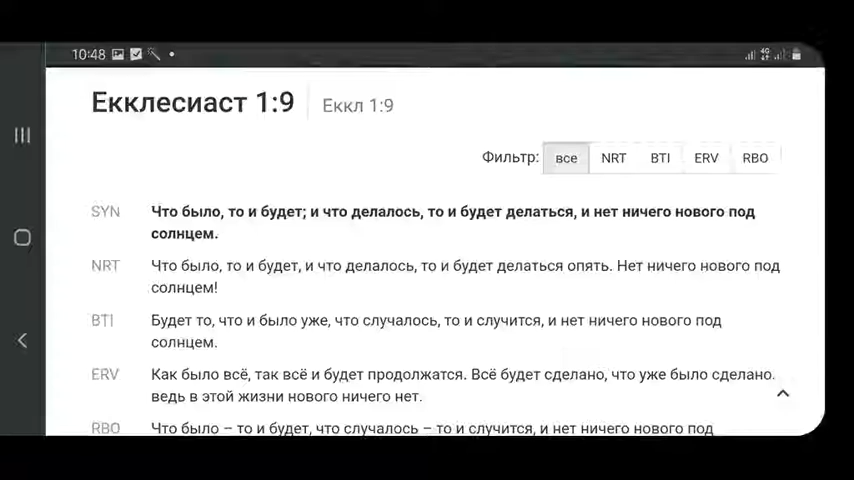 10:48
4G
Екклесиаст 1:9 Еккл 1:9
Фильтр: все NRT BTI ERV RBO
SYN Что было, то и будет; и что делалось, то и будет делаться, и нет ничего нового под
солнцем.
NRT Что было, то и будет, и что делалось, то и будет делаться опять. Нет ничего нового под
солнцем!
BTI Будет то, что и было уже, что случалось, то и случится, и нет ничего нового под
солнцем.
ERV Как было всё, так всё и будет продолжатся. Всё будет сделано, что уже было сделано.
ведь в этой жизни нового ничего нет.
RBO Что было – то и будет, что случалось – то и случится, и нет ничего нового под